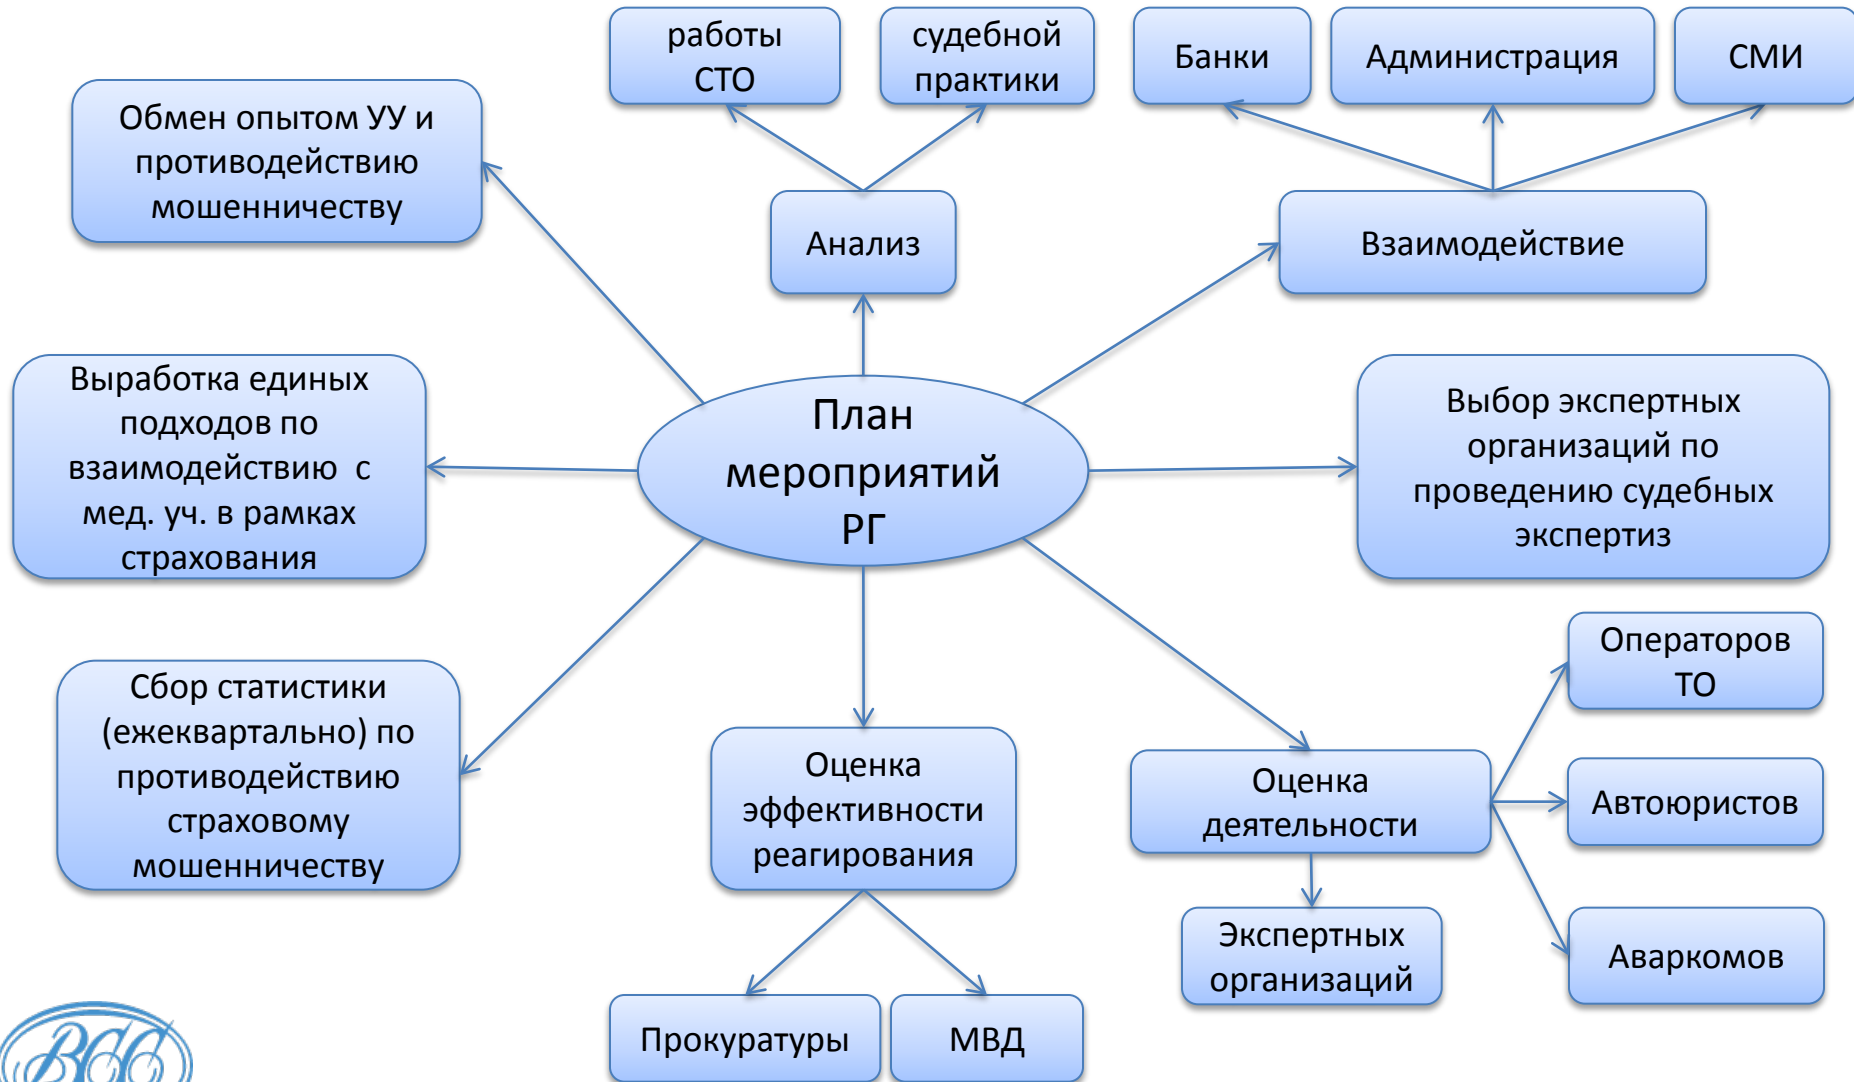 работы
СТО
судебной
практики
Банки
Администрация
СМИ
Обмен опытом УУ и
противодействию
мошенничеству
Анализ
Взаимодействие
Выработка единых
подходов по
взаимодействию с
мед. уч. в рамках
страхования
План
мероприятий
РГ
Выбор экспертных
организаций по
проведению судебных
экспертиз
Сбор статистики
(ежеквартально) по
противодействию
страховому
мошенничеству
Оценка
эффективности
реагирования
Оценка
деятельности
Операторов
ТО
Автоюристов
Аваркомов
Экспертных
организаций
Прокуратуры
МВД
ВСС